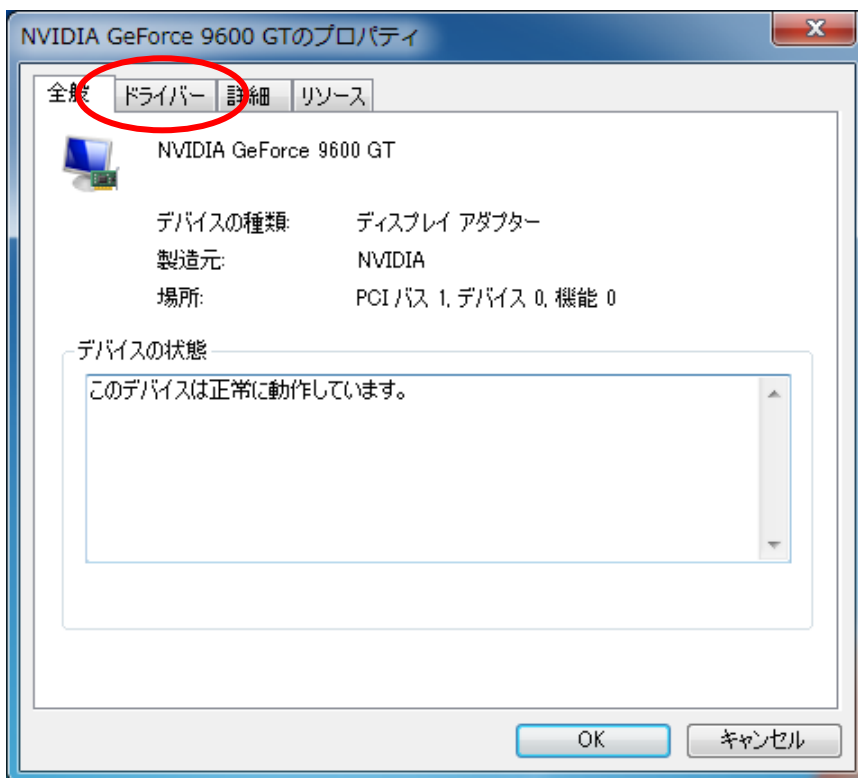 NVIDIA GeForce 9600 GTのプロパティ
全般 ドライバー 詳細 リソース
NVIDIA GeForce 9600 GT
デバイスの種類: ディスプレイ アダプター
製造元: NVIDIA
場所: PCI バス 1, デバイス 0, 機能 0
デバイスの状態
このデバイスは正常に動作しています。
OK キャンセル